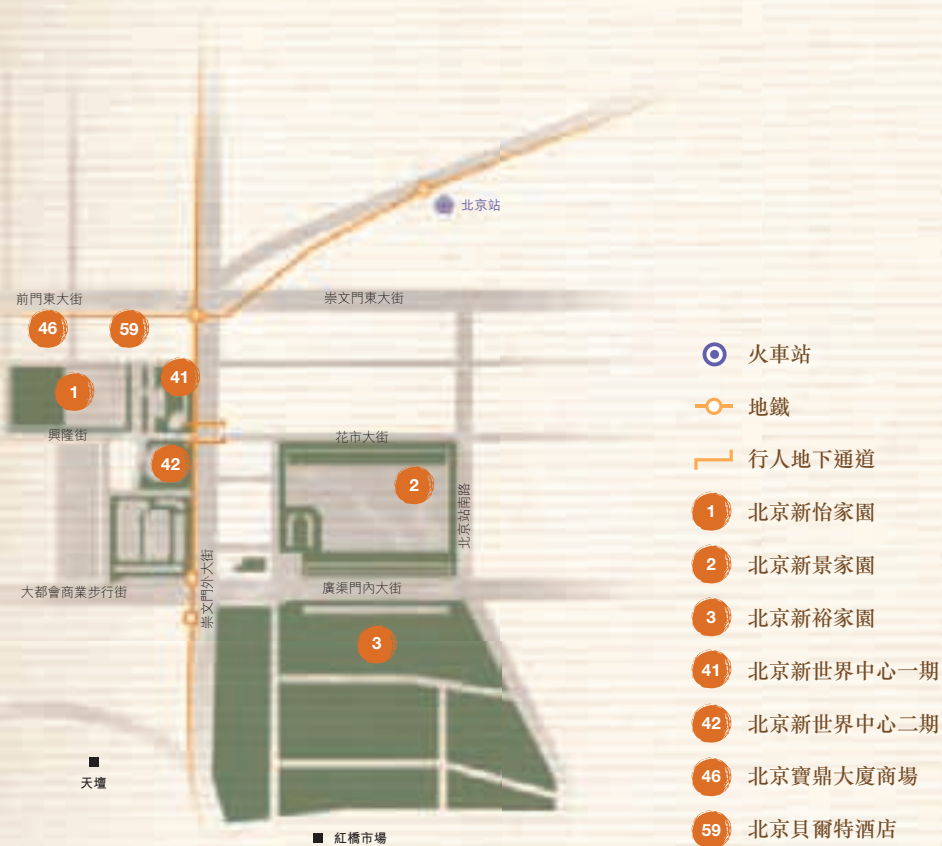 北京站
前門東大街
崇文門東大街
46
59
41
1
興隆街
花市大街
42
2
北京站南路
崇文門外大街
大都會商業步行街
廣渠門內大街
3
天壇
紅橋市場
火車站
地鐵
行人地下通道
1 北京新怡家園
2 北京新景家園
3 北京新裕家園
41 北京新世界中心一期
42 北京新世界中心二期
46 北京寶鼎大廈商場
59 北京貝爾特酒店